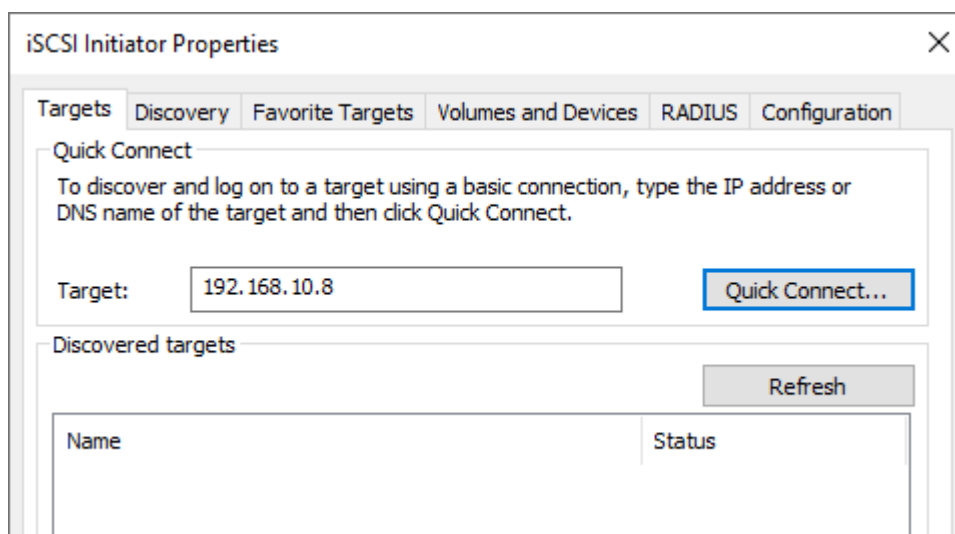 iSCSI Initiator Properties
Targets Discovery Favorite Targets Volumes and Devices RADIUS Configuration
Quick Connect
To discover and log on to a target using a basic connection, type the IP address or
DNS name of the target and then click Quick Connect.
Target: 192.168.10.8 Quick Connect...
Discovered targets
Refresh
Name Status